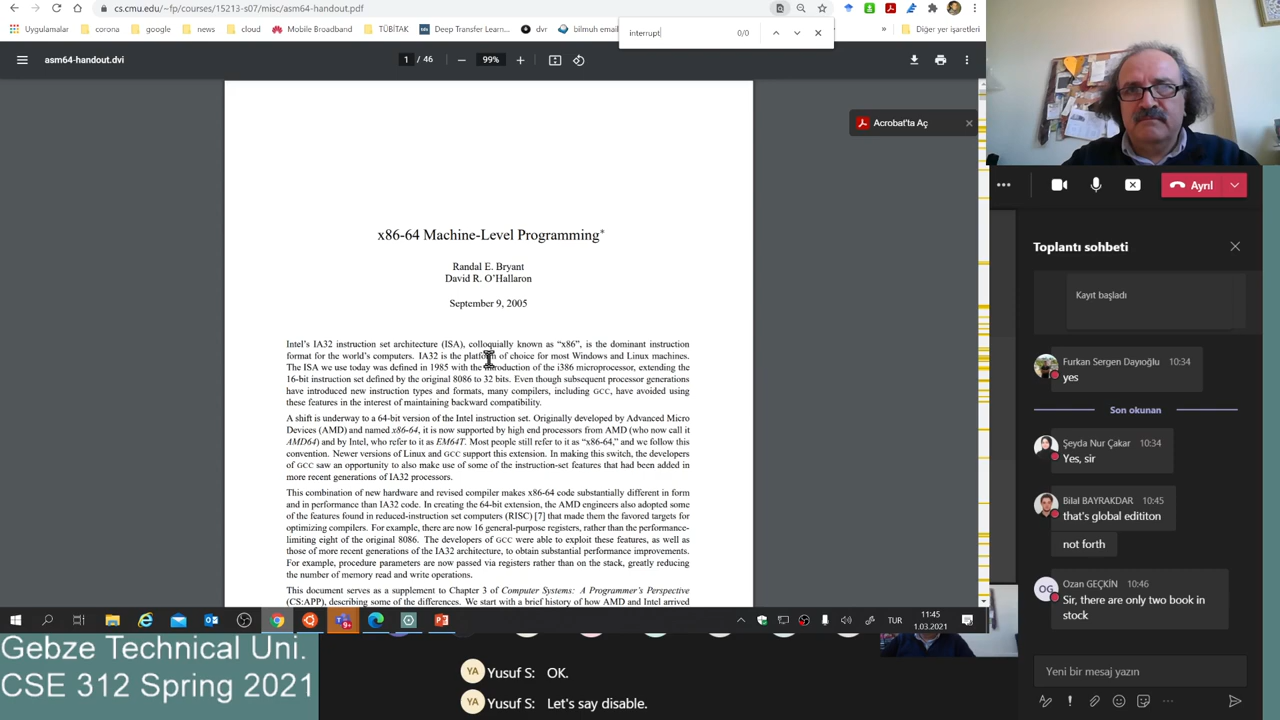 cs.cmu.edu/~fp/courses/15213-s07/misc/asm64-handout.pdf
Uygulamalar
corona
google
news
cloud
Mobile Broadband
TÜBİTAK
Deep Transfer Learn...
dvr
bilmuh email
»
Diğer yer işaretleri
interrupt
0/0
asm64-handout.dvi
1 / 46
99%
Acrobat'ta Aç
x86-64 Machine-Level Programming*
Randal E. Bryant
David R. O'Hallaron
September 9, 2005
Intel's IA32 instruction set architecture (ISA), colloquially known as “x86”, is the dominant instruction
format for the world's computers. IA32 is the platform of choice for most Windows and Linux machines.
The ISA we use today was defined in 1985 with the introduction of the i386 microprocessor, extending the
16-bit instruction set defined by the original 8086 to 32 bits. Even though subsequent processor generations
have introduced new instruction types and formats, many compilers, including GCC, have avoided using
these features in the interest of maintaining backward compatibility.
A shift is underway to a 64-bit version of the Intel instruction set. Originally developed by Advanced Micro
Devices (AMD) and named x86-64, it is now supported by high end processors from AMD (who now call it
AMD64) and by Intel, who refer to it as EM64T. Most people still refer to it as “x86-64,” and we follow this
convention. Newer versions of Linux and GCC support this extension. In making this switch, the developers
of GCC saw an opportunity to also make use of some of the instruction-set features that had been added in
more recent generations of IA32 processors.
This combination of new hardware and revised compiler makes x86-64 code substantially different in form
and in performance than IA32 code. In creating the 64-bit extension, the AMD engineers also adopted some
of the features found in reduced-instruction set computers (RISC) [7] that made them the favored targets for
optimizing compilers. For example, there are now 16 general-purpose registers, rather than the performance-
limiting eight of the original 8086. The developers of GCC were able to exploit these features, as well as
those of more recent generations of the IA32 architecture, to obtain substantial performance improvements.
For example, procedure parameters are now passed via registers rather than on the stack, greatly reducing
the number of memory read and write operations.
This document serves as a supplement to Chapter 3 of Computer Systems: A Programmer's Perspective
(CS:APP), describing some of the differences. We start with a brief history of how AMD and Intel arrived
Ayrıl
Toplantı sohbeti
Kayıt başladı
Furkan Sergen Dayıoğlu 10:34
yes
Son okunan
Şeyda Nur Çakar 10:34
Yes, sir
Bilal BAYRAKDAR 10:45
that's global edititon
not forth
OG
Ozan GEÇKİN 10:46
Sir, there are only two book in
stock
Yeni bir mesaj yazın
9+
TUR
11:45
1.03.2021
Gebze Technical Uni.
CSE 312 Spring 2021
YA Yusuf S: OK.
YA Yusuf S: Let's say disable.